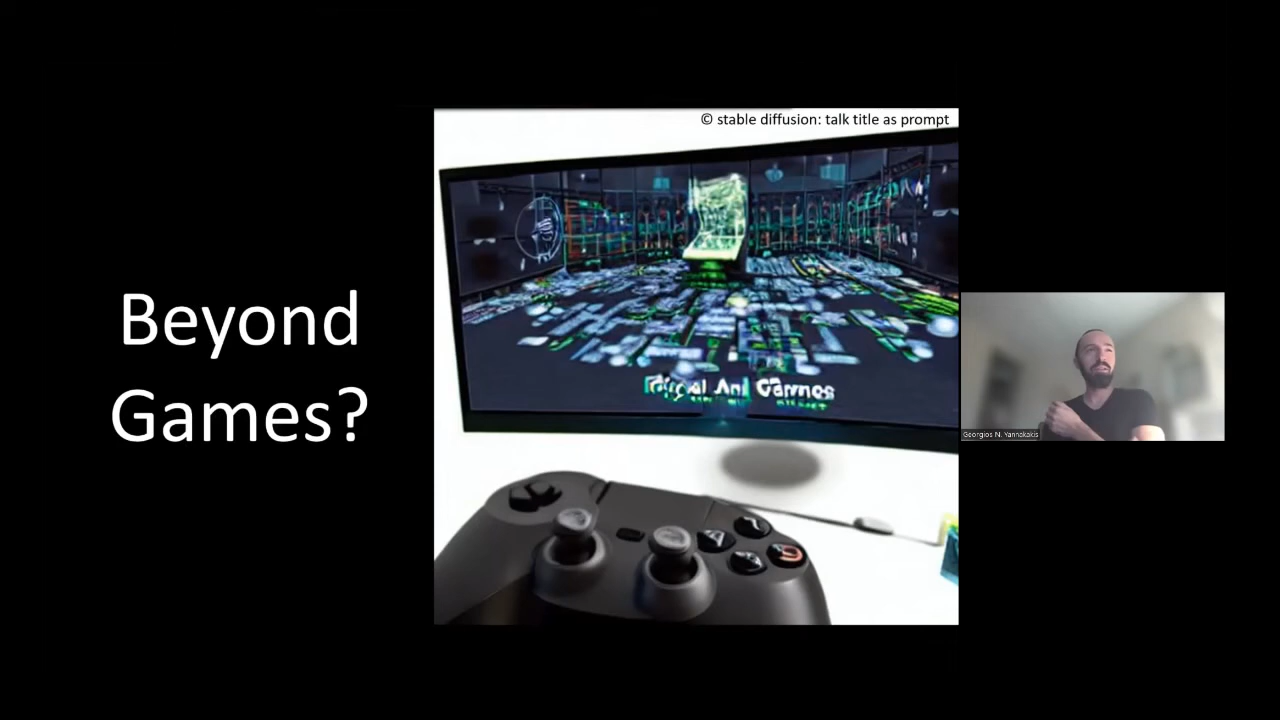 © stable diffusion: talk title as prompt
Beyond
Games?
Georgios N. Yannakakis